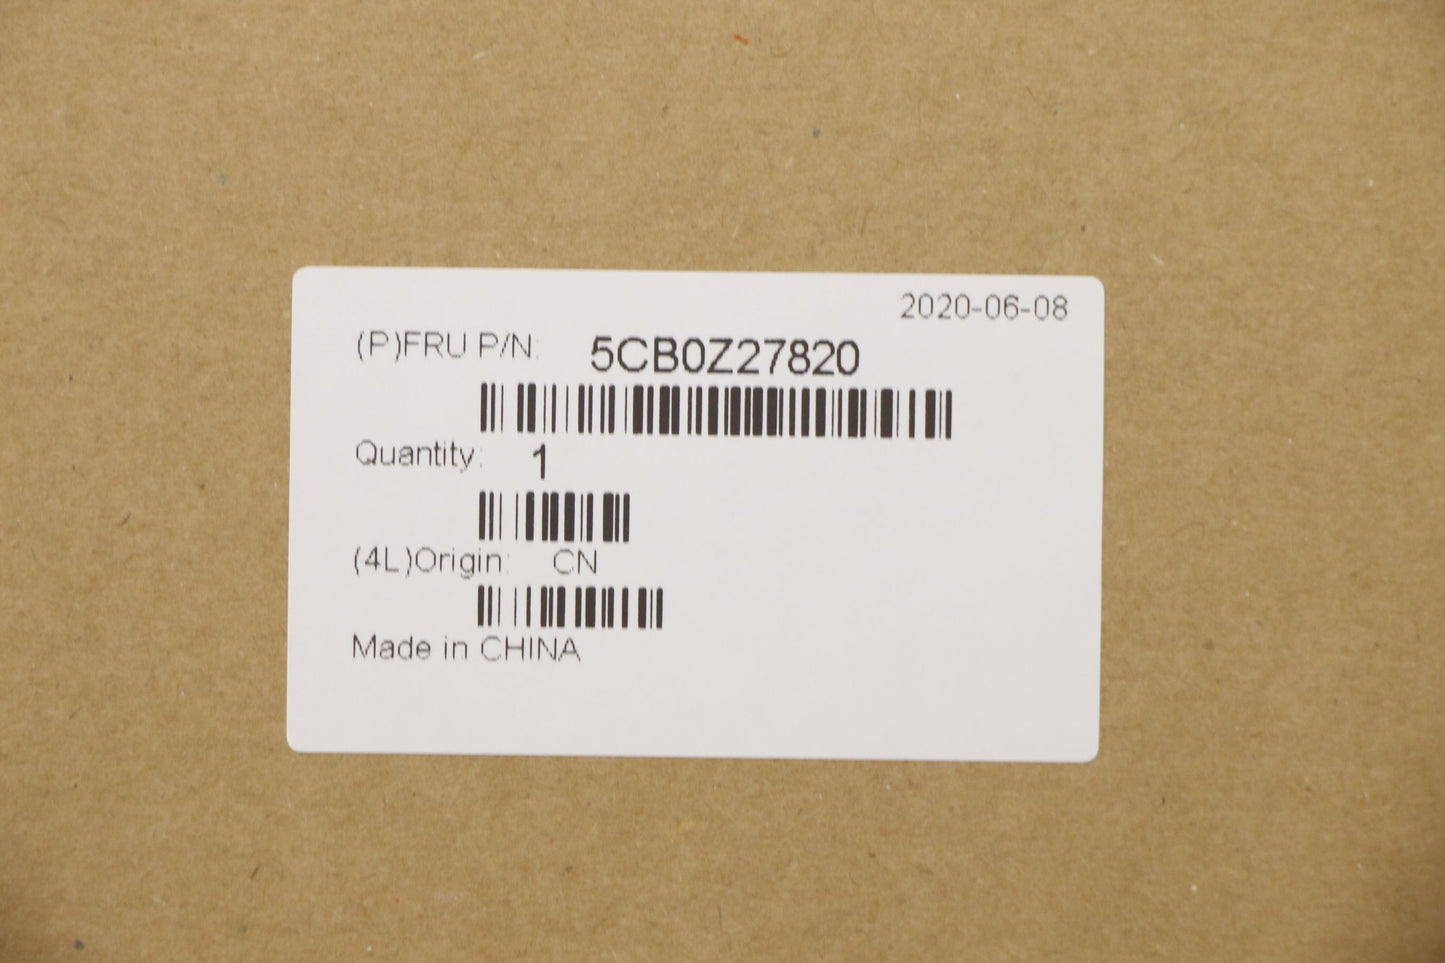 2020-06-08
(P)FRU P/N: 5CB0Z27820
Quantity: 1
(4L)Origin: CN
Made in CHINA